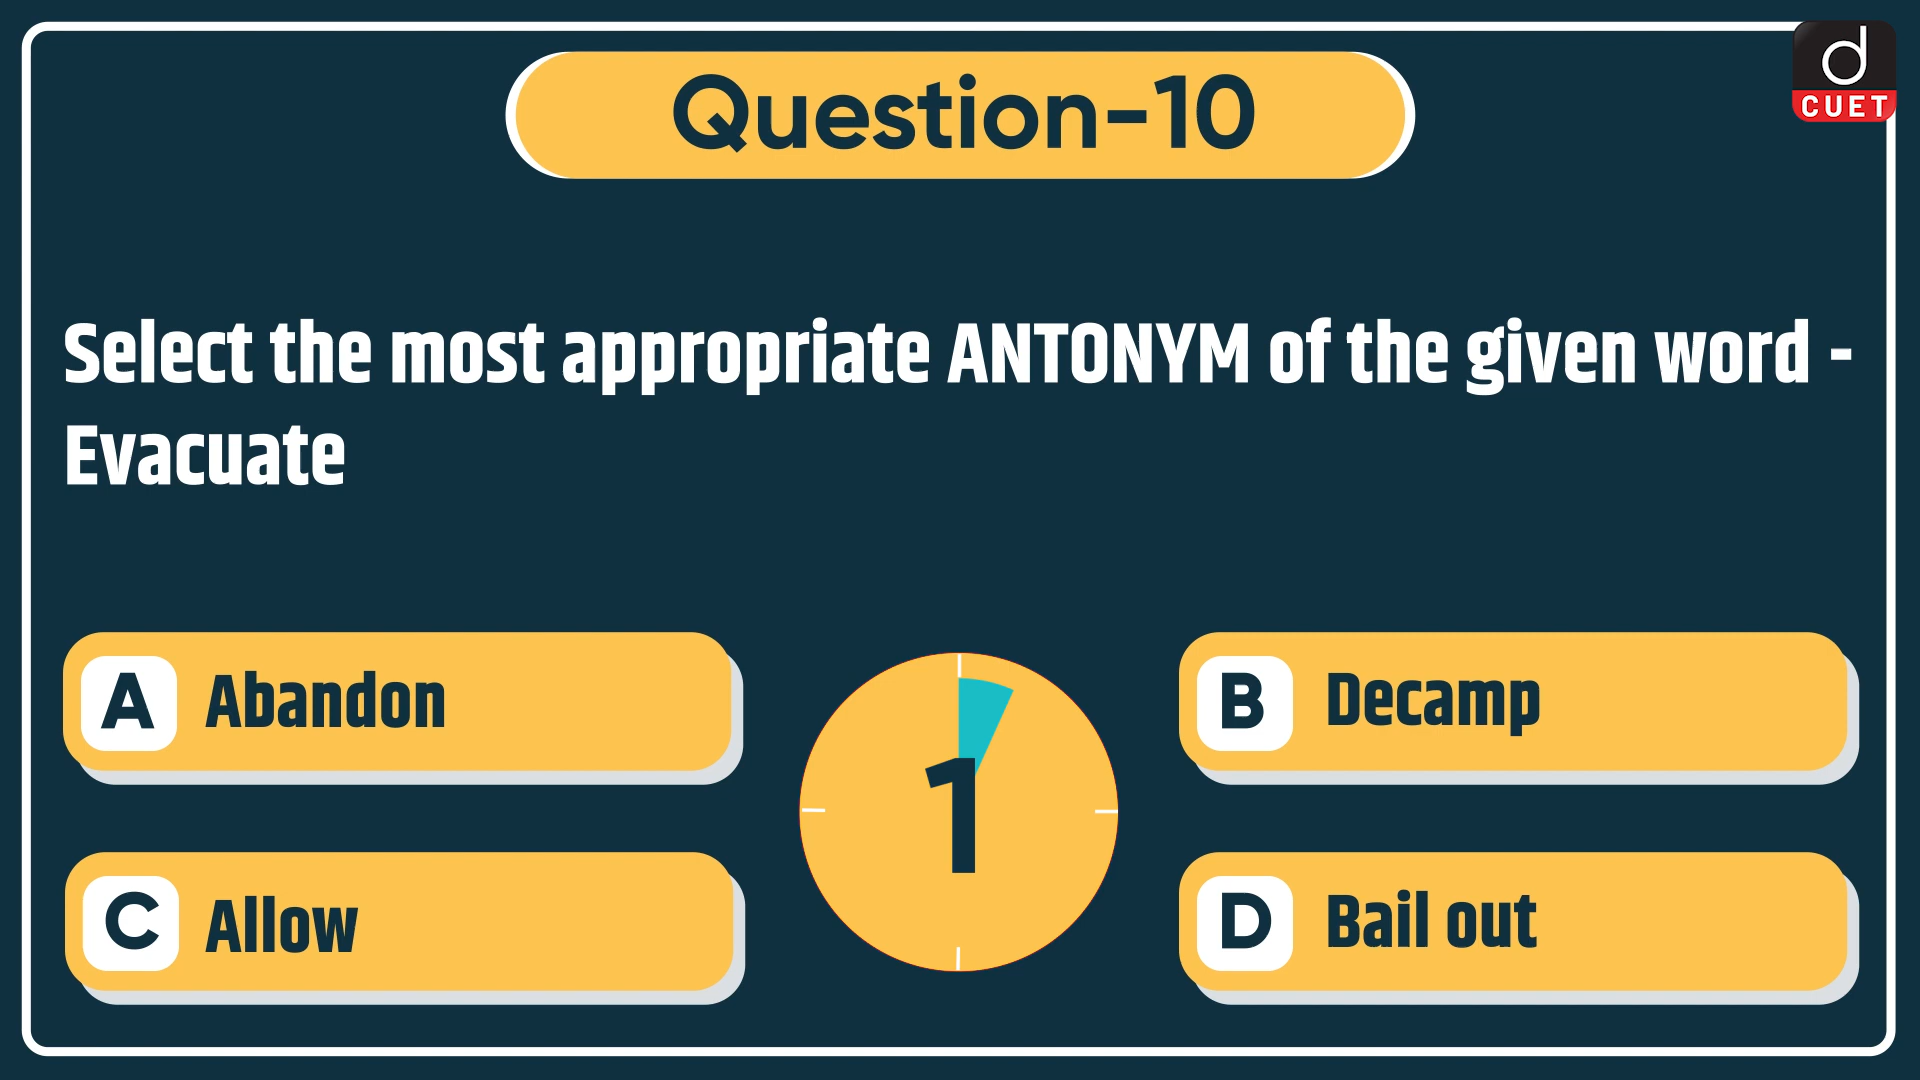 d
CUET
Question-10
Select the most appropriate ANTONYM of the given word -
Evacuate
A Abandon
B Decamp
1
C Allow
D Bail out